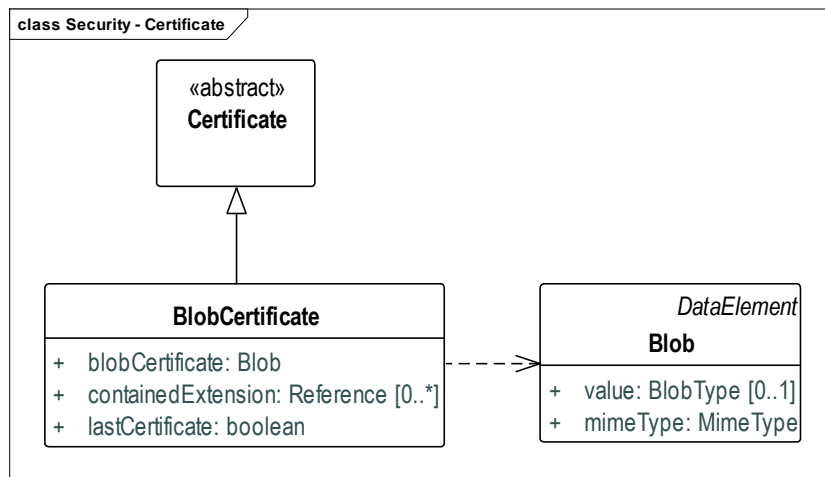 class Security - Certificate
«abstract»
Certificate
BlobCertificate
+ blobCertificate: Blob
+ containedExtension: Reference [0..*]
+ lastCertificate: boolean
DataElement
Blob
+ value: BlobType [0..1]
+ mimeType: MimeType